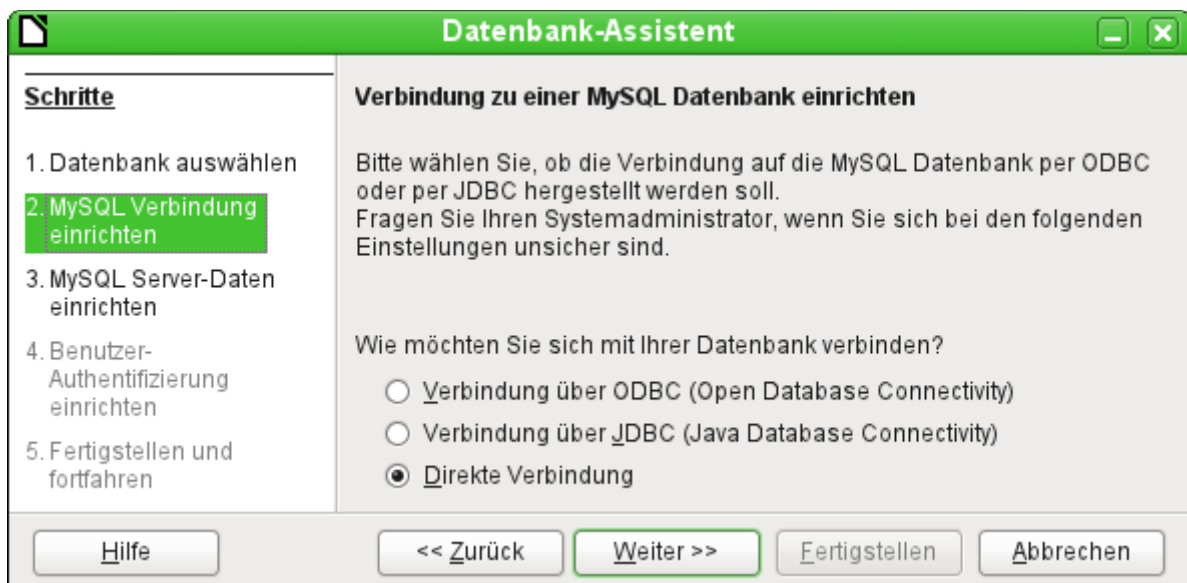 Datenbank-Assistent
Schritte
1. Datenbank auswählen
2. MySQL Verbindung
einrichten
3. MySQL Server-Daten
einrichten
4. Benutzer-
Authentifizierung
einrichten
5. Fertigstellen und
fortfahren
Verbindung zu einer MySQL Datenbank einrichten
Bitte wählen Sie, ob die Verbindung auf die MySQL Datenbank per ODBC
oder per JDBC hergestellt werden soll.
Fragen Sie Ihren Systemadministrator, wenn Sie sich bei den folgenden
Einstellungen unsicher sind.
Wie möchten Sie sich mit Ihrer Datenbank verbinden?
Verbindung über ODBC (Open Database Connectivity)
Verbindung über JDBC (Java Database Connectivity)
Direkte Verbindung
Hilfe
<< Zurück
Weiter >>
Fertigstellen
Abbrechen